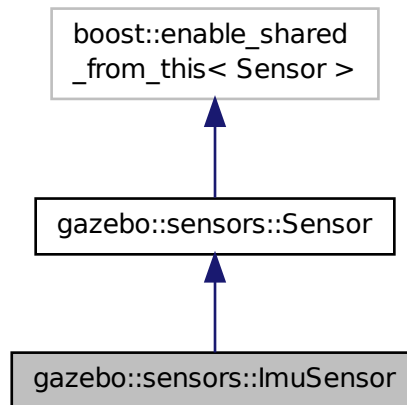 boost::enable_shared
_from_this< Sensor >
gazebo::sensors::Sensor
gazebo::sensors::ImuSensor